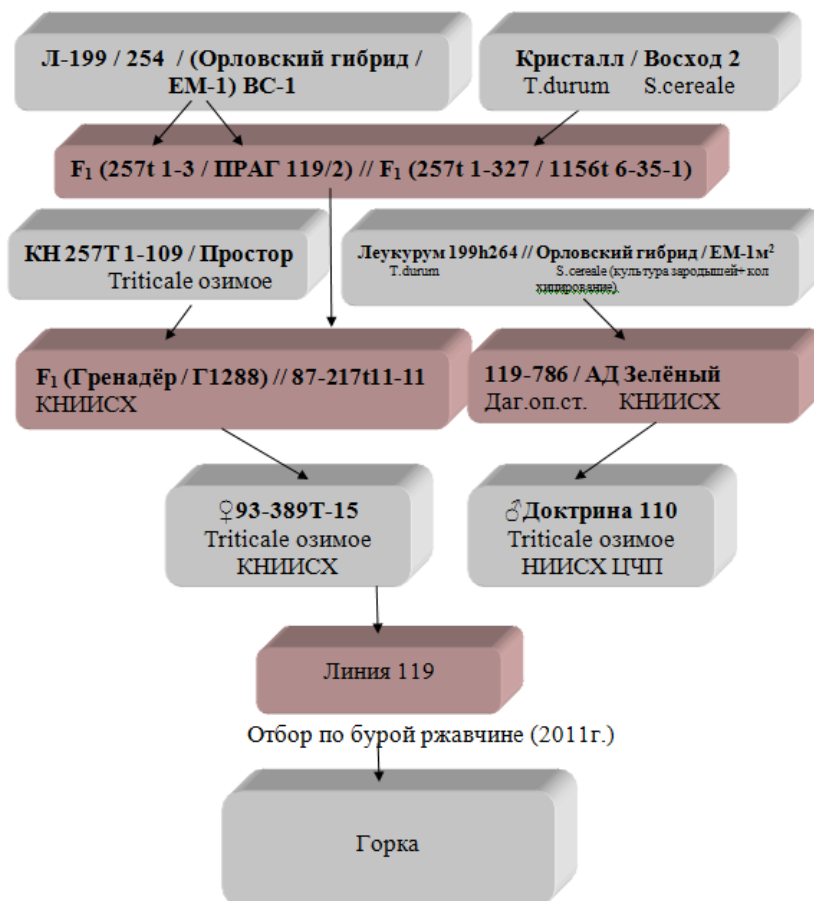 Л-199 / 254 / (Орловский гибрид /
ЕМ-1) ВС-1
Кристалл / Восход 2
T.durum S.cereale
F₁ (257t 1-3 / ПРАГ 119/2) // F₁ (257t 1-327 / 1156t 6-35-1)
КН 257Т 1-109 / Простор
Triticale озимое
Леукурум 199h264 // Орловский гибрид / ЕМ-1м²
T.durum S.cereale (культура зародышей+ кол
хицирование).
F₁ (Гренадёр / Г1288) // 87-217t11-11
КНИИСХ
119-786 / АД Зелёный
Даг.оп.ст. КНИИСХ
♀93-389Т-15
Triticale озимое
КНИИСХ
♂Доктрина 110
Triticale озимое
НИИСХ ЦЧП
Линия 119
Отбор по бурой ржавчине (2011г.)
Горка